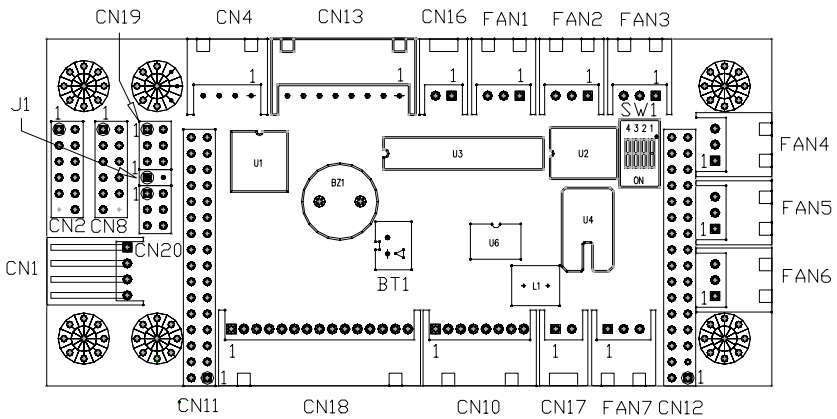 CN19 CN4 CN13 CN16 FAN1 FAN2 FAN3
1 1 1 1 1 1
J1
SW1
1 1 1
4 3 2 1
ON
1
1
U1 U3 U2
BZ1
U4
U6
L1
BT1
CN2 CN8
CN20
CN1
1
FAN4
1
FAN5
1
FAN6
1 1 1 1
1 1
CN11 CN18 CN10 CN17 FAN7 CN12